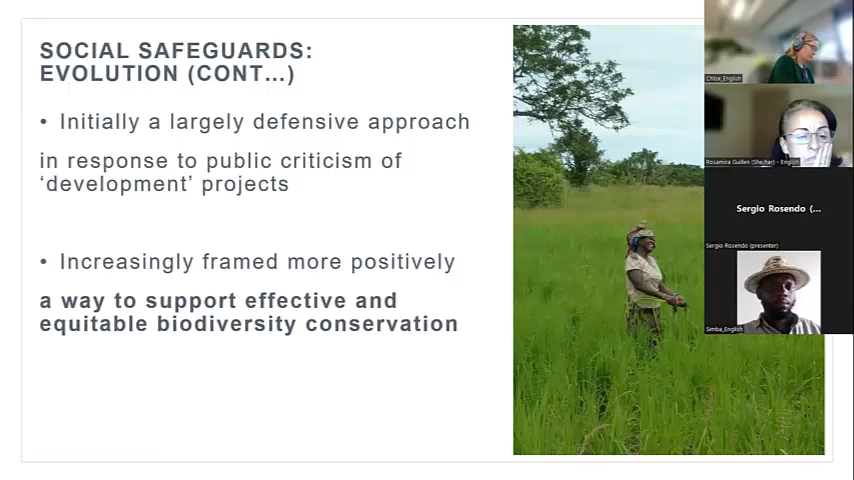 SOCIAL SAFEGUARDS:
EVOLUTION (CONT...)
• Initially a largely defensive approach
in response to public criticism of
‘development’ projects
• Increasingly framed more positively
a way to support effective and
equitable biodiversity conservation
Chloe_English
Rosamira Guillen (She/her) - English
Sergio Rosendo (...
Sergio Rosendo (presenter)
Simba_English